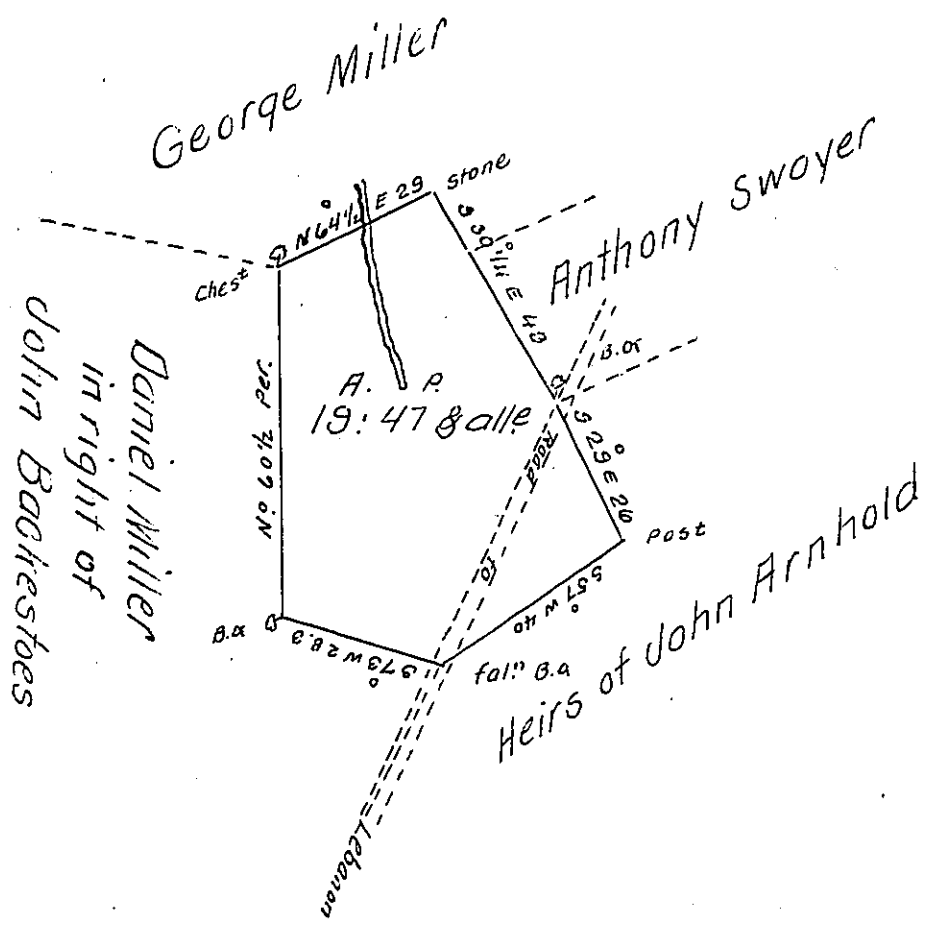 George Miller
N 64½° E 29
Stone
Chest
S 39½° E 43
Anthony Swoyer
B.or
S 29° E 26
Post
A. P.
19: 47 & alle
N.o 60½ Per.
Daniel Miller
in right of
John Backestoes
Road
to
Lebanon
S 57° W 40
B.a
S 73° W 28.3
fal.n B.a
Heirs of John Arnhold